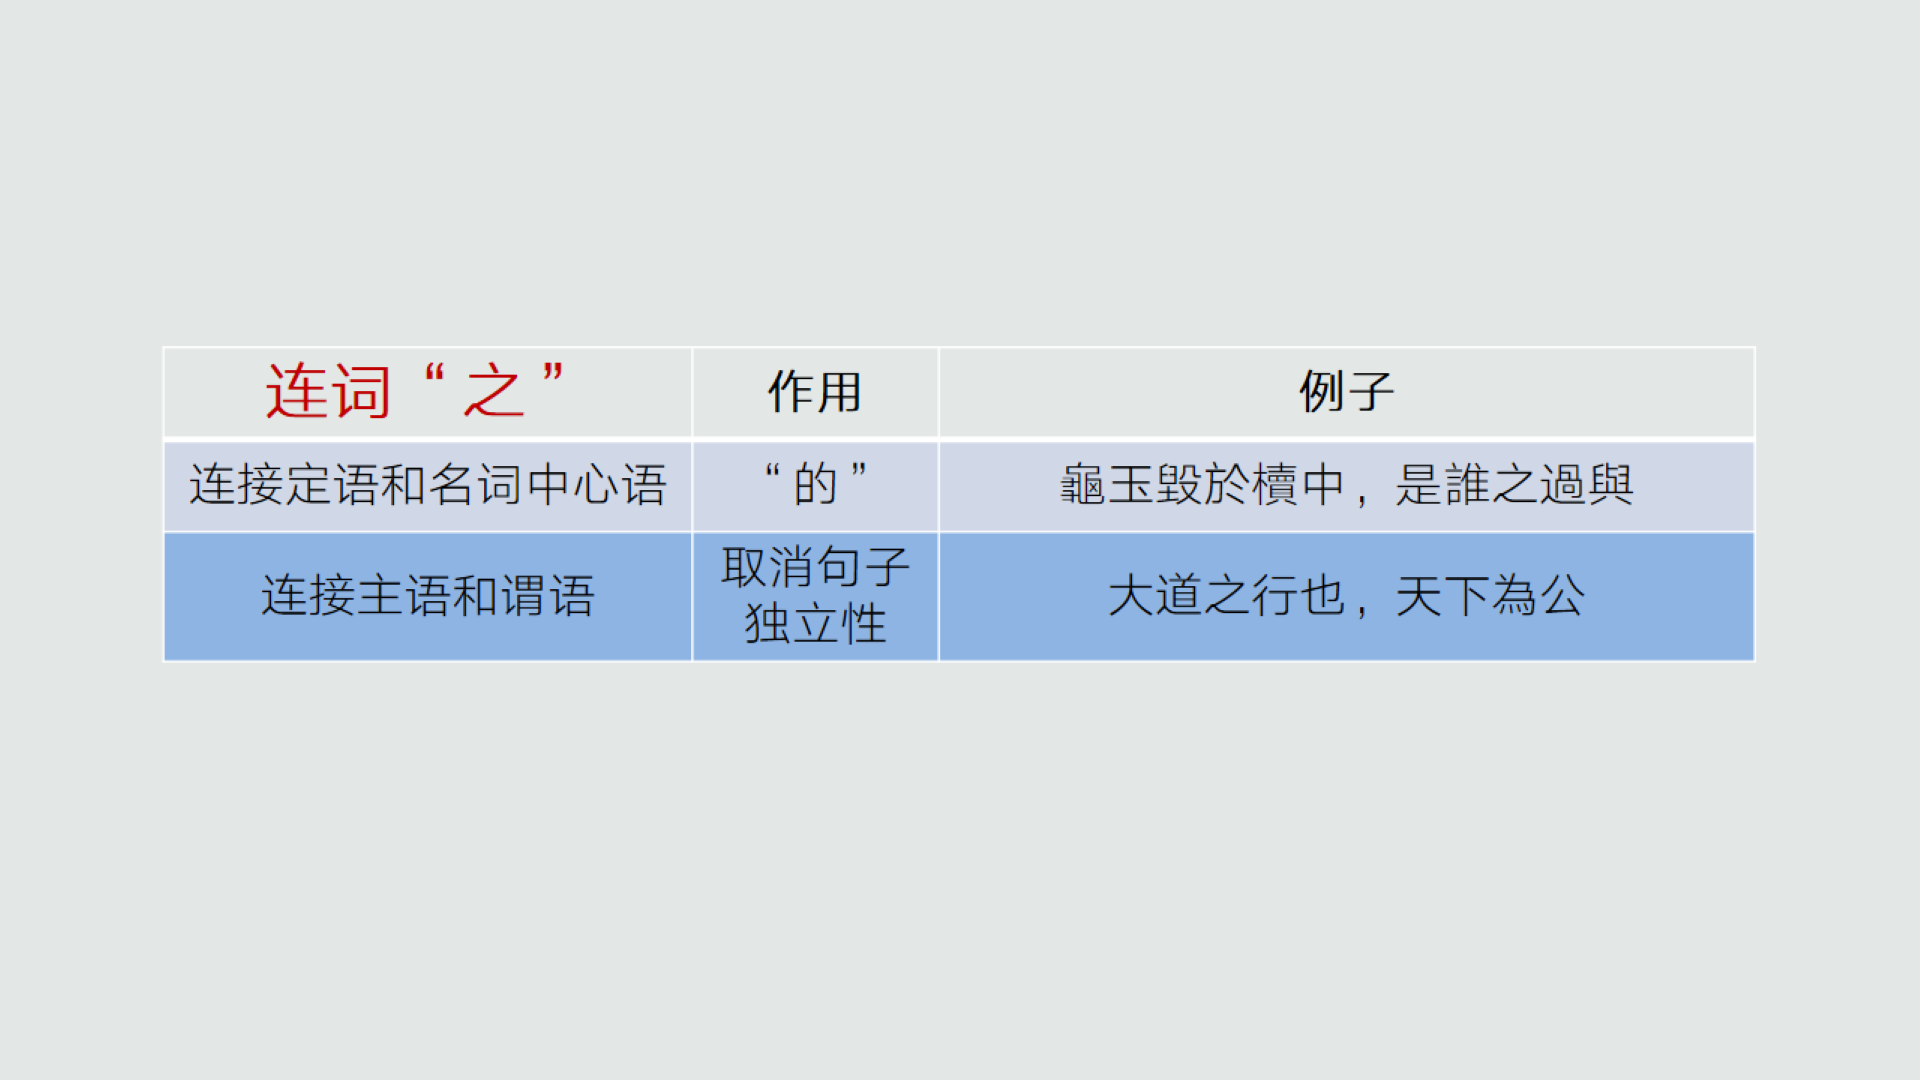 连词“之” 作用 例子
连接定语和名词中心语 “的” 龜玉毀於櫝中，是誰之過與
连接主语和谓语 取消句子
独立性 大道之行也，天下為公